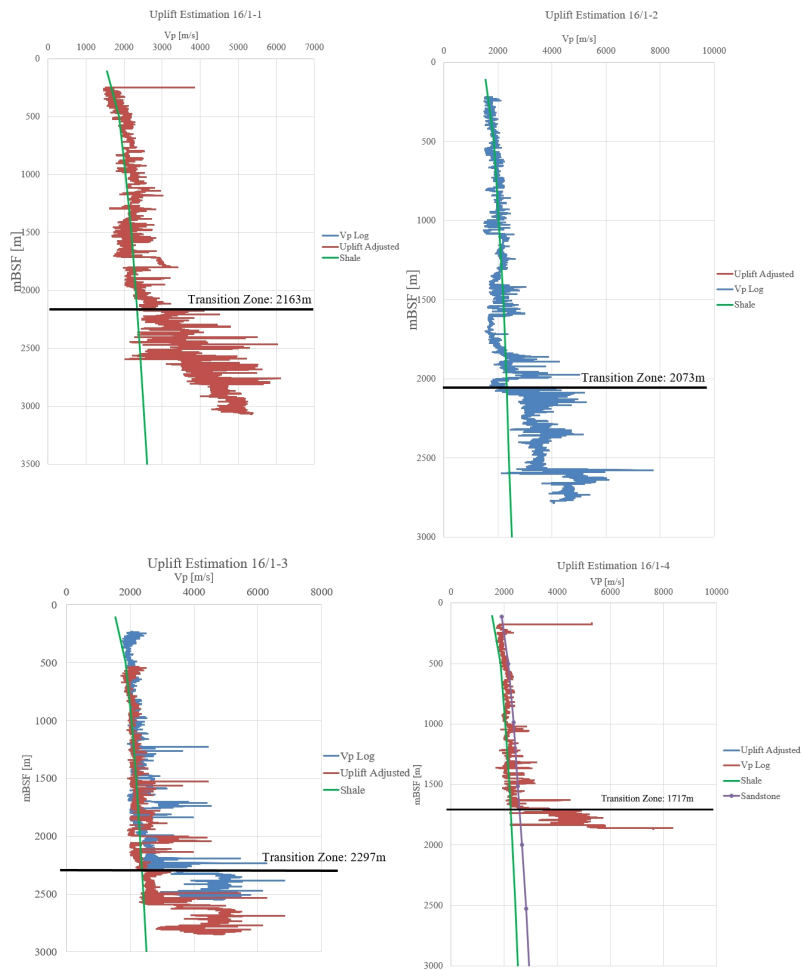 Uplift Estimation 16/1-1
Vp [m/s]
0 1000 2000 3000 4000 5000 6000 7000
0
500
1000
1500
2000
2500
3000
3500
mBSF [m]
Vp Log
Uplift Adjusted
Shale
Transition Zone: 2163m
Uplift Estimation 16/1-2
Vp [m/s]
0 2000 4000 6000 8000 10000
0
500
1000
1500
2000
2500
3000
mBSF [m]
Uplift Adjusted
Vp Log
Shale
Transition Zone: 2073m
Uplift Estimation 16/1-3
Vp [m/s]
0 2000 4000 6000 8000
0
500
1000
1500
2000
2500
3000
mBSF [m]
Vp Log
Uplift Adjusted
Shale
Transition Zone: 2297m
Uplift Estimation 16/1-4
VP [m/s]
0 2000 4000 6000 8000 10000
0
500
1000
1500
2000
2500
3000
mBSF [m]
Uplift Adjusted
Vp Log
Shale
Sandstone
Transition Zone: 1717m